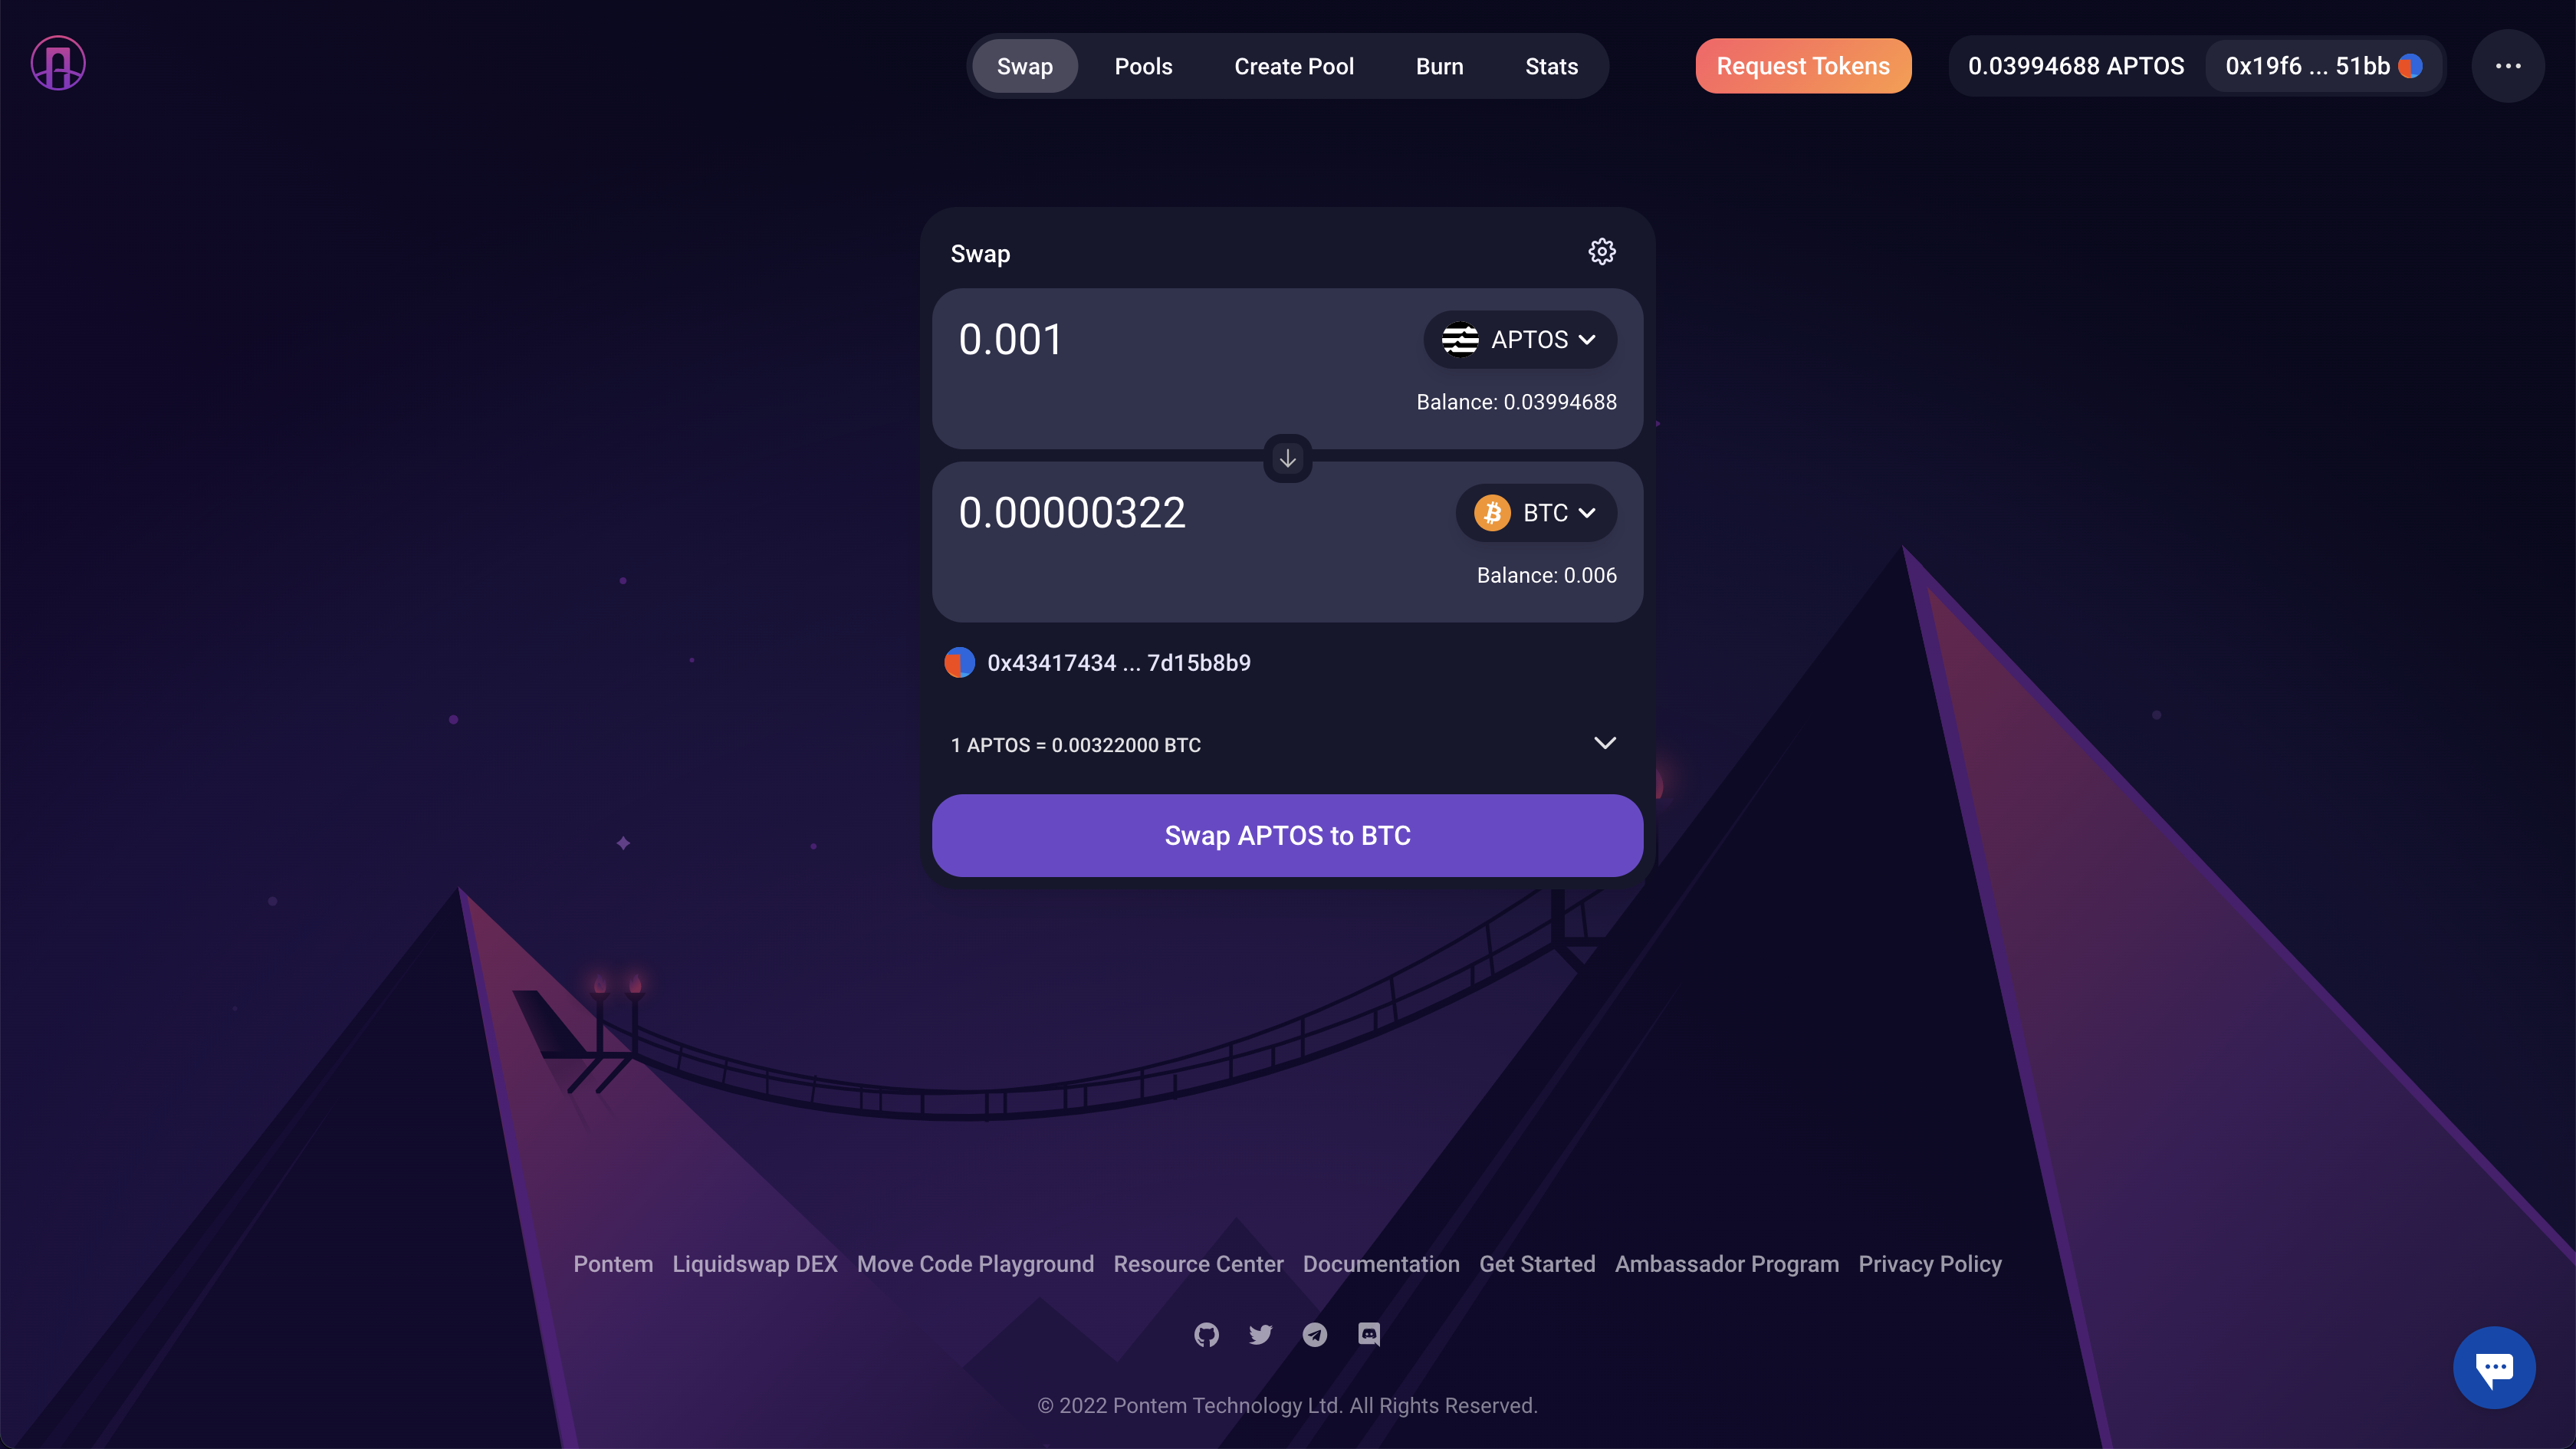 Swap Pools Create Pool Burn Stats Request Tokens 0.03994688 APTOS 0x19f6 ... 51bb
Swap
0.001 APTOS
Balance: 0.03994688
0.00000322 BTC
Balance: 0.006
0x43417434 ... 7d15b8b9
1 APTOS = 0.00322000 BTC
Swap APTOS to BTC
Pontem Liquidswap DEX Move Code Playground Resource Center Documentation Get Started Ambassador Program Privacy Policy
© 2022 Pontem Technology Ltd. All Rights Reserved.